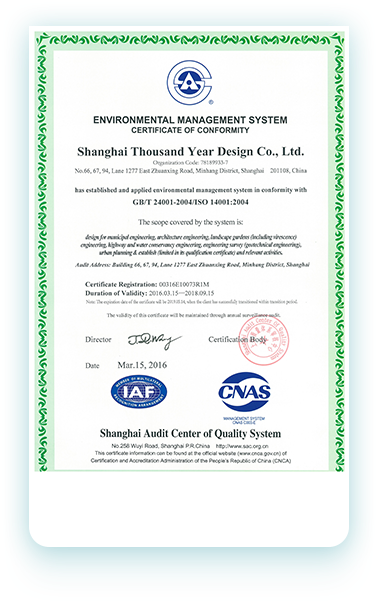 ENVIRONMENTAL MANAGEMENT SYSTEM
CERTIFICATE OF CONFORMITY
Shanghai Thousand Year Design Co., Ltd.
Organization Code: 78189933-7
No.66, 67, 94, Lane 1277 East Zhuanxing Road, Minhang District, Shanghai 201108, China
has established and applied environmental management system in conformity with
GB/T 24001-2004/ISO 14001:2004
The scope covered by the system is:
design for municipal engineering, architecture engineering, landscape gardens (including
engineering, highway and water conservancy engineering, engineering survey (geotechnical engineering),
urban planning & establish (limited in its qualification certificate) and relevant activities.
Audit Address: Building 66, 67, 94, Lane 1277 East Zhuanxing Road, Minhang District, Shanghai
Certificate Registration: 00316E10073R1M
Duration of Validity: 2016.03.15—2018.09.15
Note: The expiration date of the certificate will be 2019.03.14, when the client has successfully transitioned within transition period.
The validity of this certificate will be maintained through annual surveillance audit.
Director
Certification Body
Date Mar.15, 2016
MEMBER OF MULTILATERAL
IAF
RECOGNITION ARRANGEMENT
CNAS
MANAGEMENT SYSTEM
Shanghai Audit Center of Quality System
No.258 Wuyi Road, Shanghai P.R.China http://www.sac.org.cn
This certificate information can be found at the official website (www.cnca.gov.cn) of
Certification and Accreditation Administration of the People's Republic of China (CNCA)